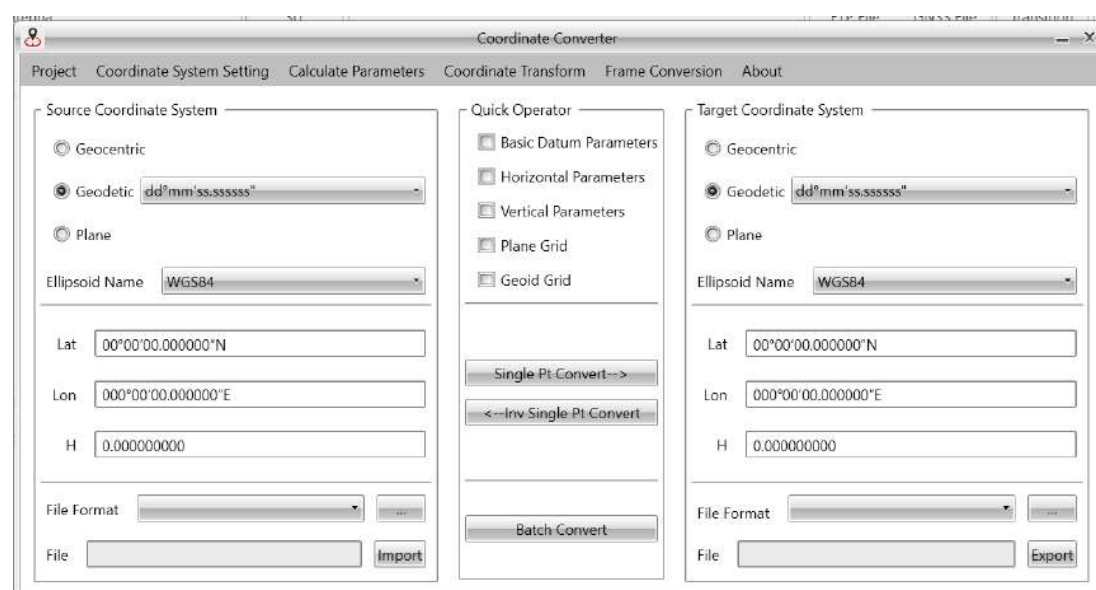 Coordinate Converter
Project Coordinate System Setting Calculate Parameters Coordinate Transform Frame Conversion About
Source Coordinate System
Geocentric
Geodetic dd°mm'ss.ssssss"
Plane
Ellipsoid Name WGS84
Lat 00°00'00.000000"N
Lon 000°00'00.000000"E
H 0.000000000
File Format ...
File Import
Quick Operator
Basic Datum Parameters
Horizontal Parameters
Vertical Parameters
Plane Grid
Geoid Grid
Single Pt Convert-->
<--Inv Single Pt Convert
Batch Convert
Target Coordinate System
Geocentric
Geodetic dd°mm'ss.ssssss"
Plane
Ellipsoid Name WGS84
Lat 00°00'00.000000"N
Lon 000°00'00.000000"E
H 0.000000000
File Format ...
File Export